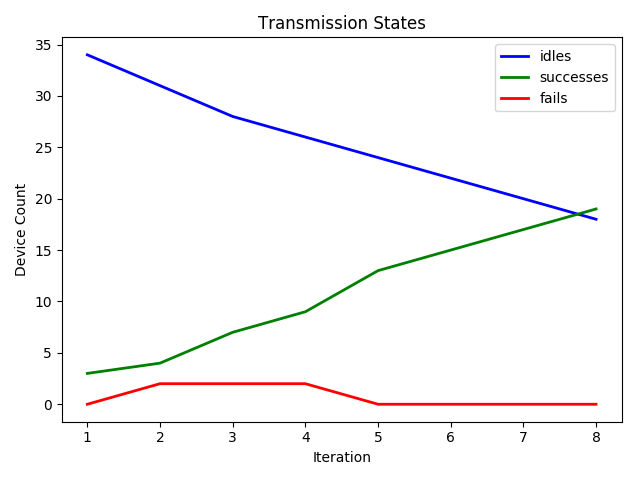 Transmission States
35
30
25
20
15
10
5
0
Device Count
idles
successes
fails
1 2 3 4 5 6 7 8
Iteration